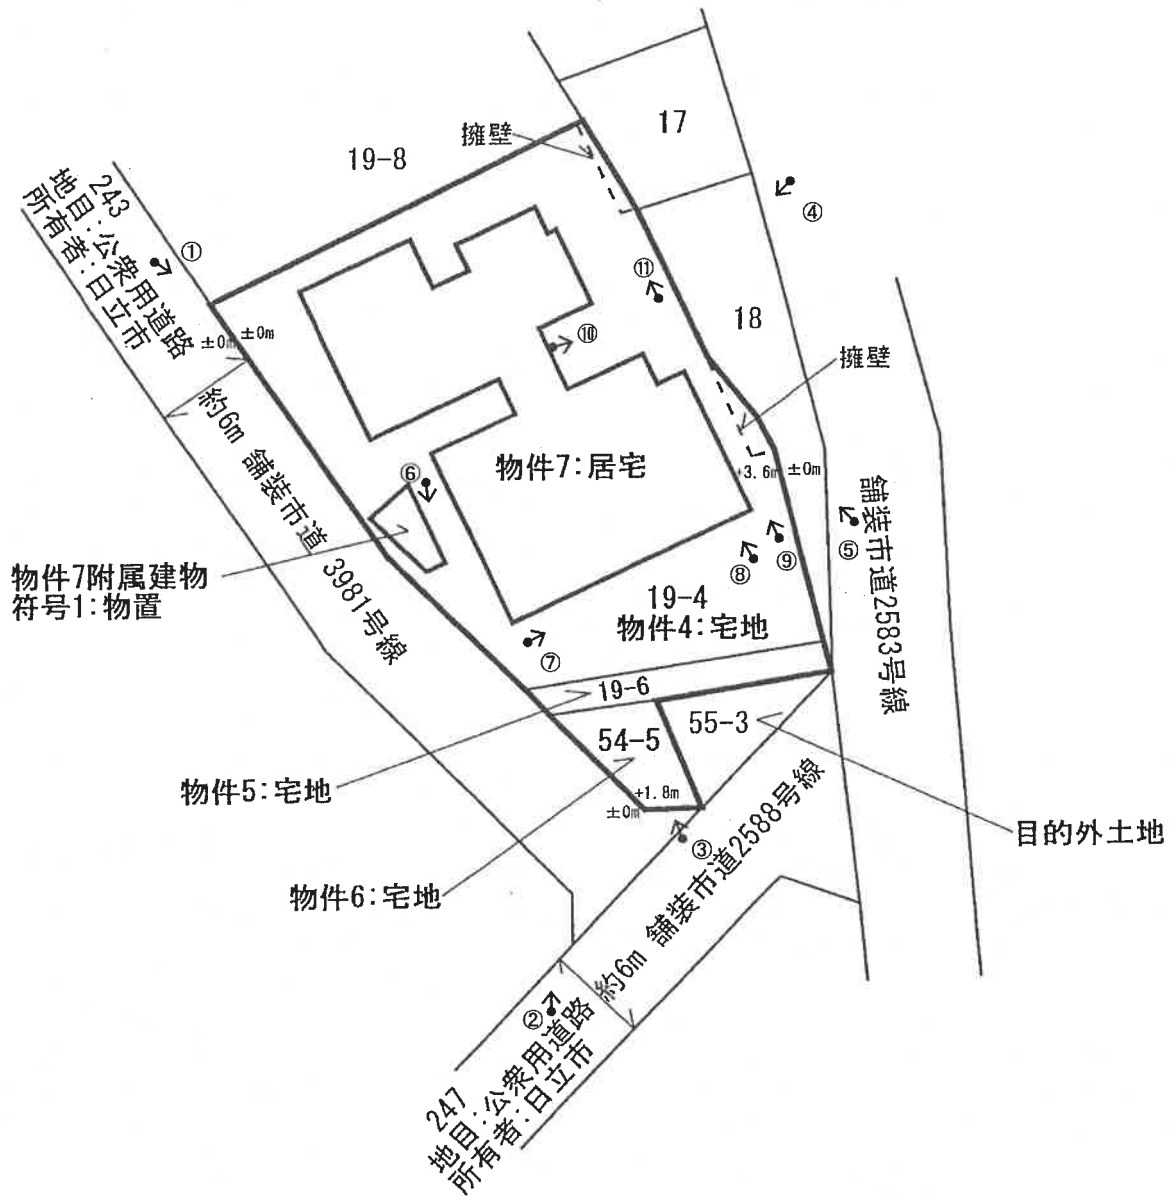 17
擁壁
19-8
243
地目:公衆用道路
所有者:日立市
①
④
⑪
18
±0m
±0m
⑩
擁壁
約6m 舗装市道 3981号線
物件7:居宅
⑥
+3.6m
±0m
舗装市道2583号線
⑤
⑨
⑧
物件7附属建物
符号1:物置
19-4
物件4:宅地
⑦
19-6
55-3
54-5
物件5:宅地
+1.8m
±0m
目的外土地
③
物件6:宅地
約6m 舗装市道2588号線
②
247
地目:公衆用道路
所有者:日立市